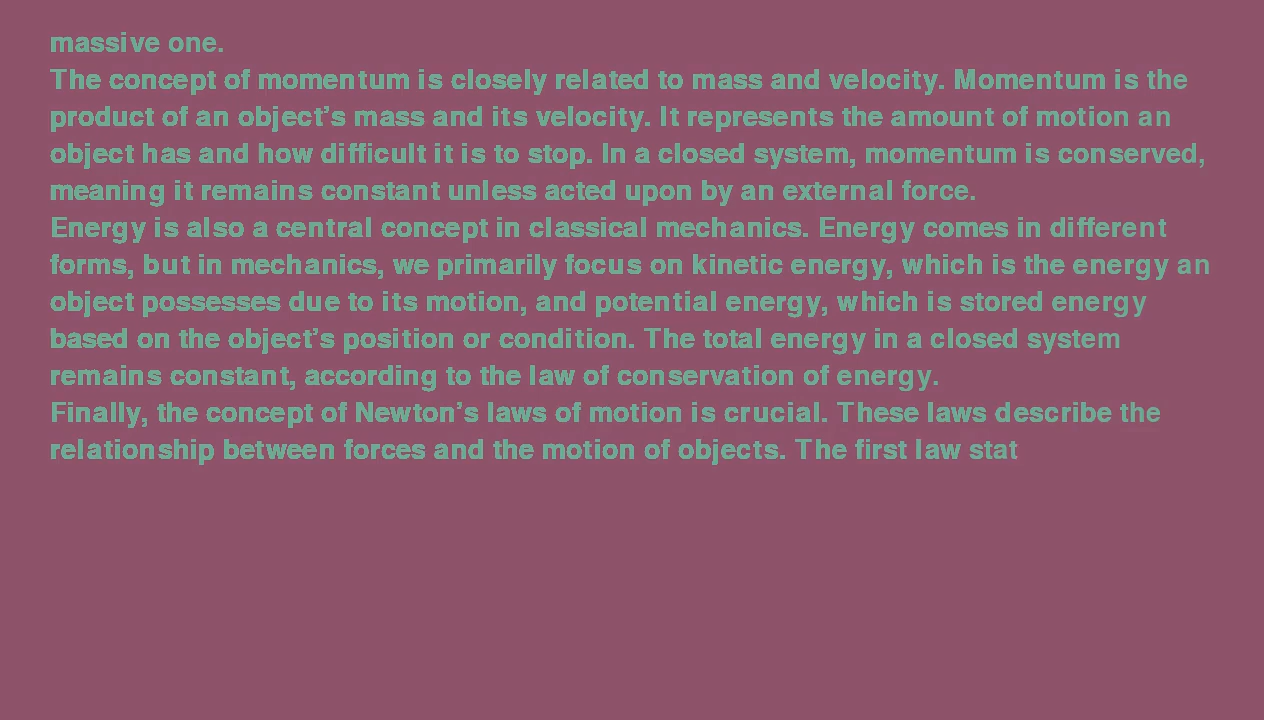 massive one.
The concept of momentum is closely related to mass and velocity. Momentum is the
product of an object’s mass and its velocity. It represents the amount of motion an
object has and how difficult it is to stop. In a closed system, momentum is conserved,
meaning it remains constant unless acted upon by an external force.
Energy is also a central concept in classical mechanics. Energy comes in different
forms, but in mechanics, we primarily focus on kinetic energy, which is the energy an
object possesses due to its motion, and potential energy, which is stored energy
based on the object’s position or condition. The total energy in a closed system
remains constant, according to the law of conservation of energy.
Finally, the concept of Newton’s laws of motion is crucial. These laws describe the
relationship between forces and the motion of objects. The first law stat